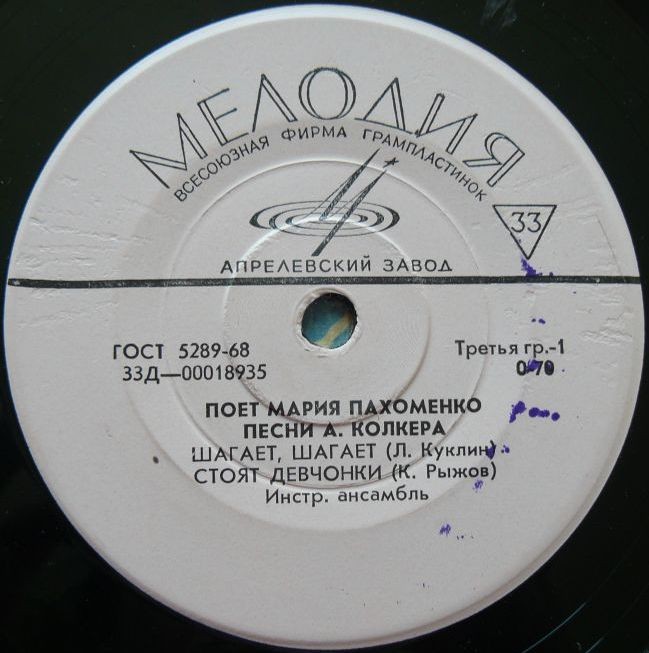 МЕЛОДИЯ
ВСЕСОЮЗНАЯ ФИРМА ГРАМПЛАСТИНОК
33
АПРЕЛЕВСКИЙ ЗАВОД
ГОСТ 5289-68
Третья гр.-1
33Д—00018935
0-70
ПОЕТ МАРИЯ ПАХОМЕНКО
ПЕСНИ А. КОЛКЕРА
ШАГАЕТ, ШАГАЕТ (Л. Куклин)
СТОЯТ ДЕВЧОНКИ (К. Рыжов)
Инстр. ансамбль